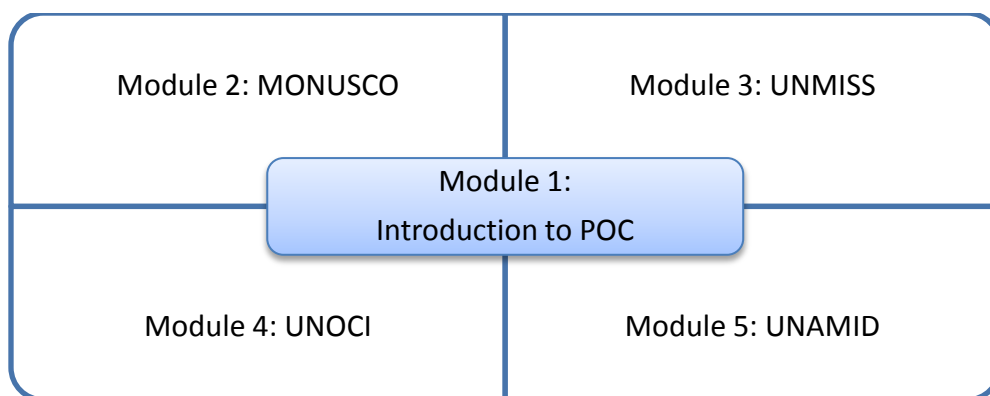 Module 2: MONUSCO
Module 3: UNMISS
Module 1:
Introduction to POC
Module 4: UNOCI
Module 5: UNAMID